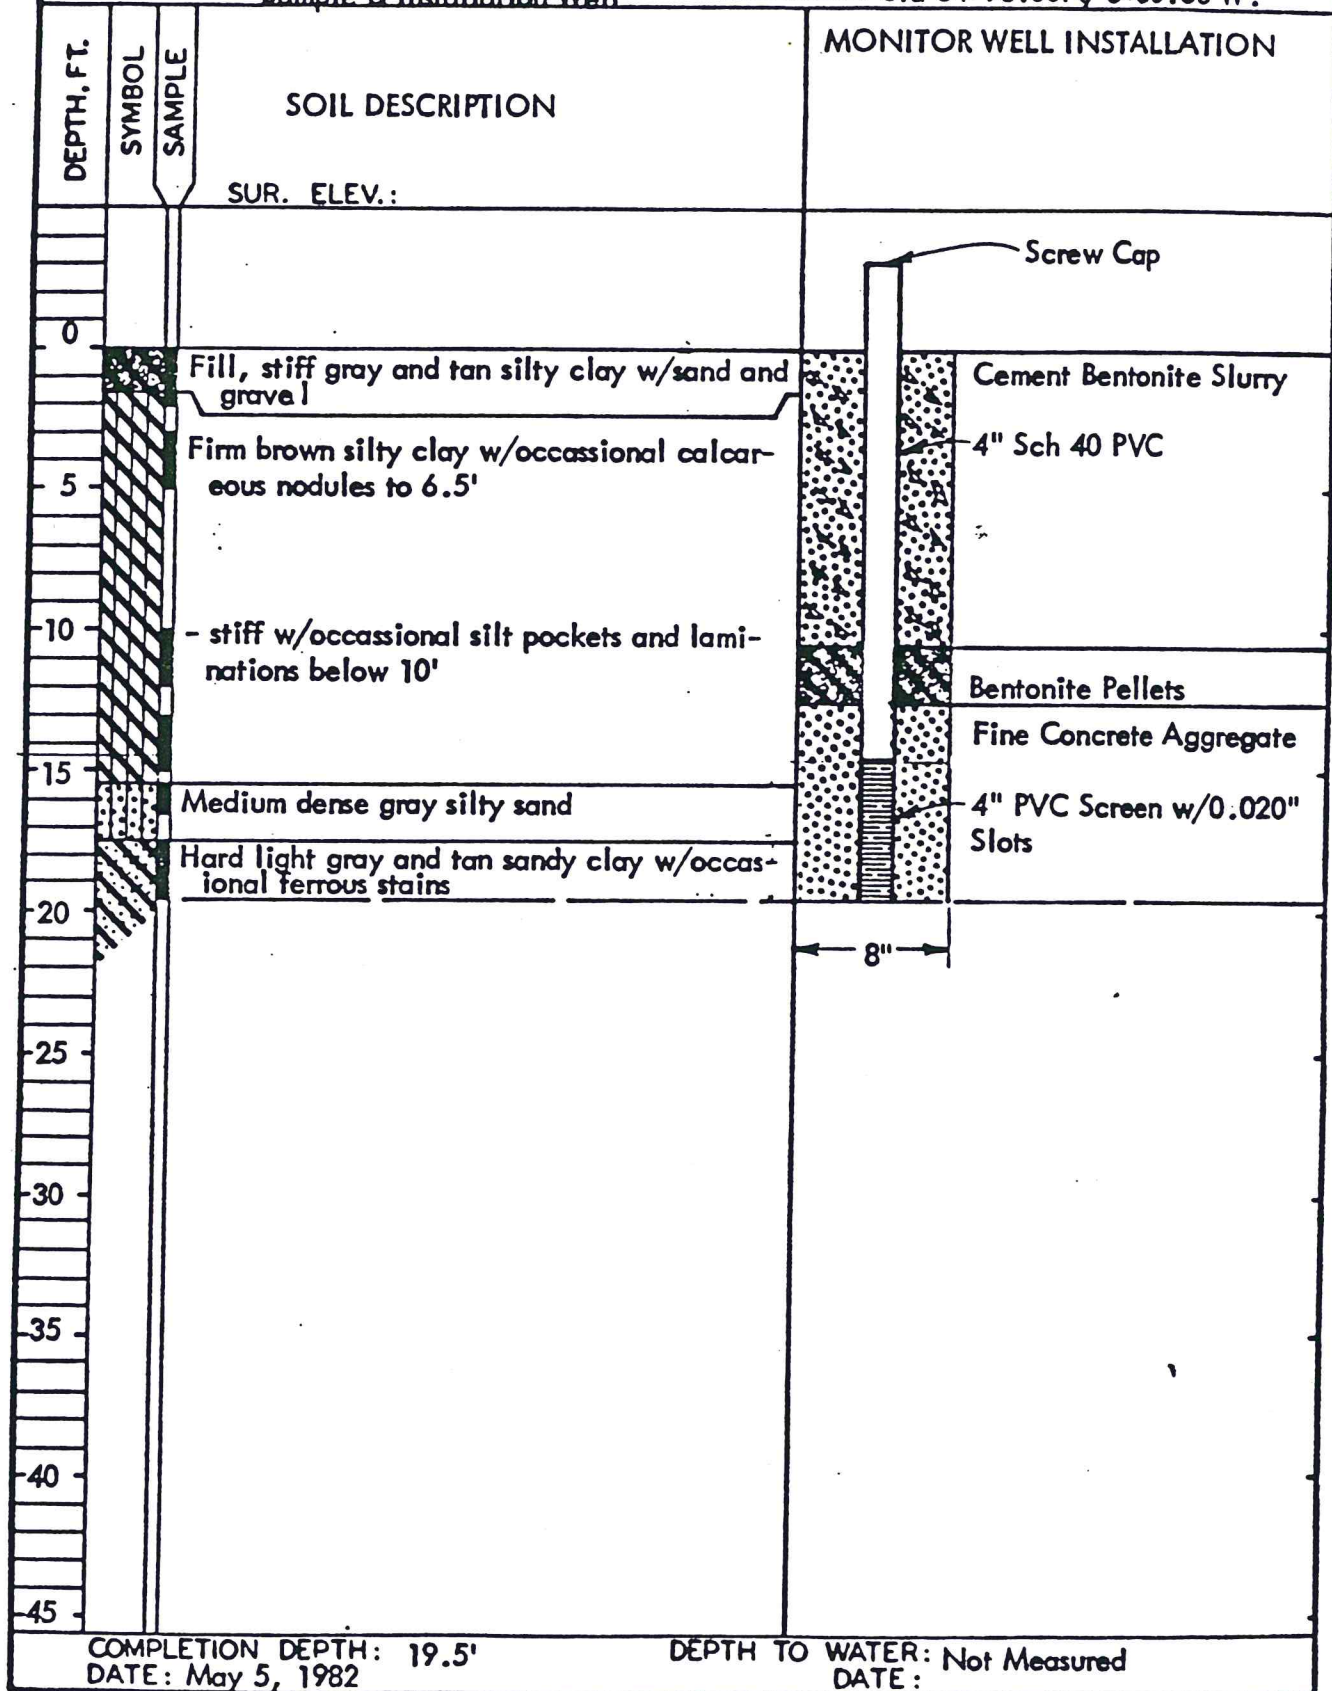 MONITOR WELL INSTALLATION
DEPTH, FT.
SYMBOL
SAMPLE
SOIL DESCRIPTION
SUR. ELEV.:
Screw Cap
0
Fill, stiff gray and tan silty clay w/sand and
gravel
Cement Bentonite Slurry
Firm brown silty clay w/occassional calcar-
eous nodules to 6.5'
4" Sch 40 PVC
5
10
- stiff w/occassional silt pockets and lami-
nations below 10'
Bentonite Pellets
Fine Concrete Aggregate
15
Medium dense gray silty sand
4" PVC Screen w/0.020"
Slots
Hard light gray and tan sandy clay w/occas-
ional ferrous stains
20
8"
25
30
35
40
45
COMPLETION DEPTH: 19.5'
DATE: May 5, 1982
DEPTH TO WATER: Not Measured
DATE: